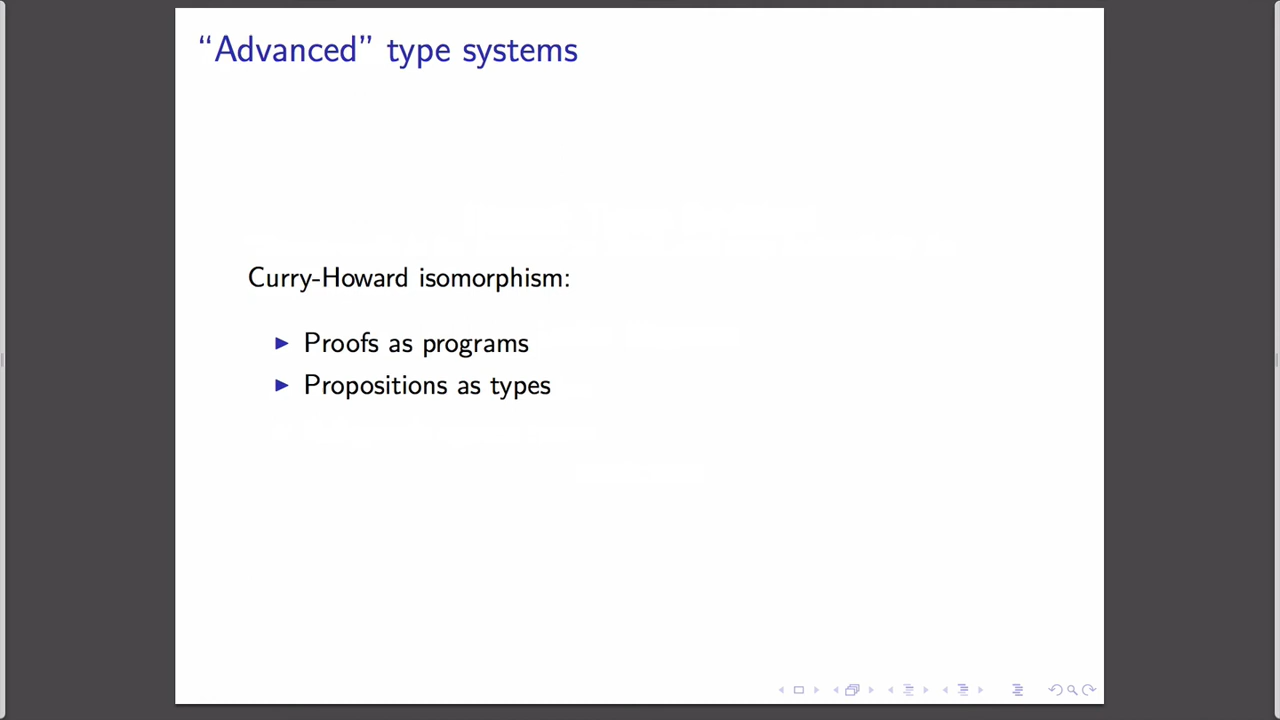 “Advanced” type systems
Curry-Howard isomorphism:
Proofs as programs
Propositions as types